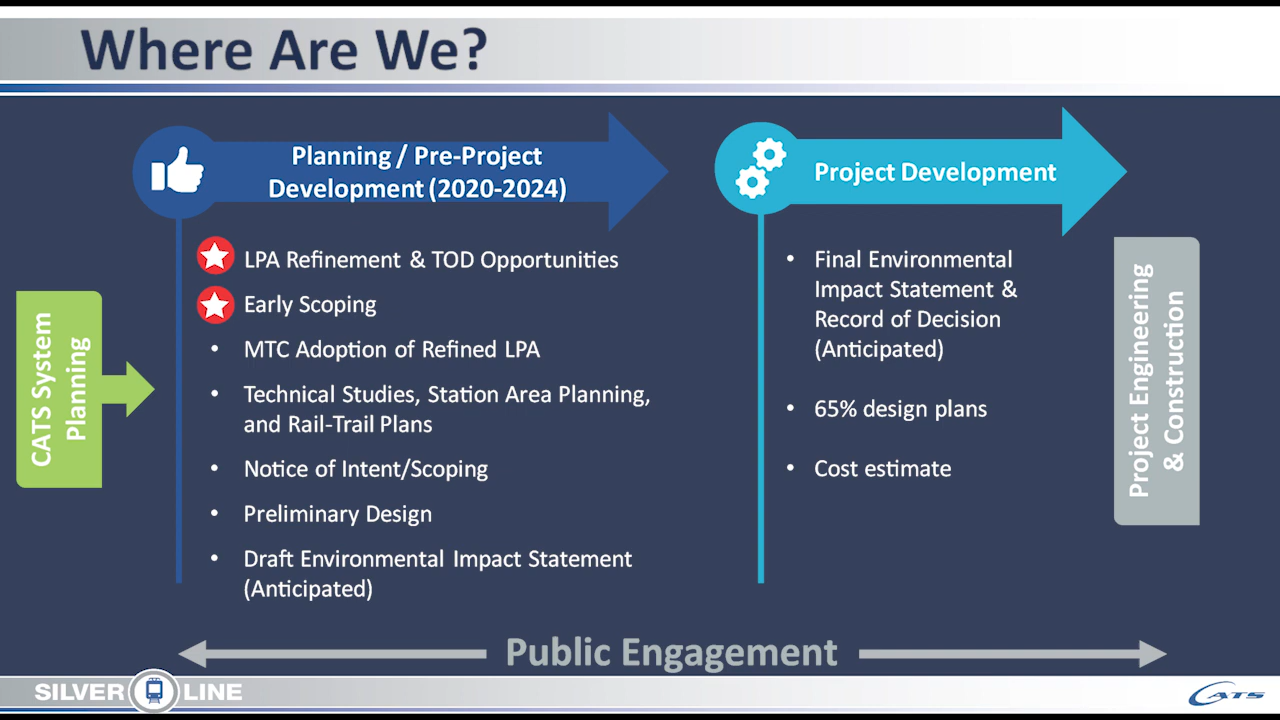 Where Are We?
Planning / Pre-Project
Development (2020-2024)
Project Development
CATS System
Planning
LPA Refinement & TOD Opportunities
Early Scoping
• MTC Adoption of Refined LPA
• Technical Studies, Station Area Planning,
and Rail-Trail Plans
• Notice of Intent/Scoping
• Preliminary Design
• Draft Environmental Impact Statement
(Anticipated)
• Final Environmental
Impact Statement &
Record of Decision
(Anticipated)
• 65% design plans
• Cost estimate
Project Engineering
& Construction
Public Engagement
SILVER LINE
CATS